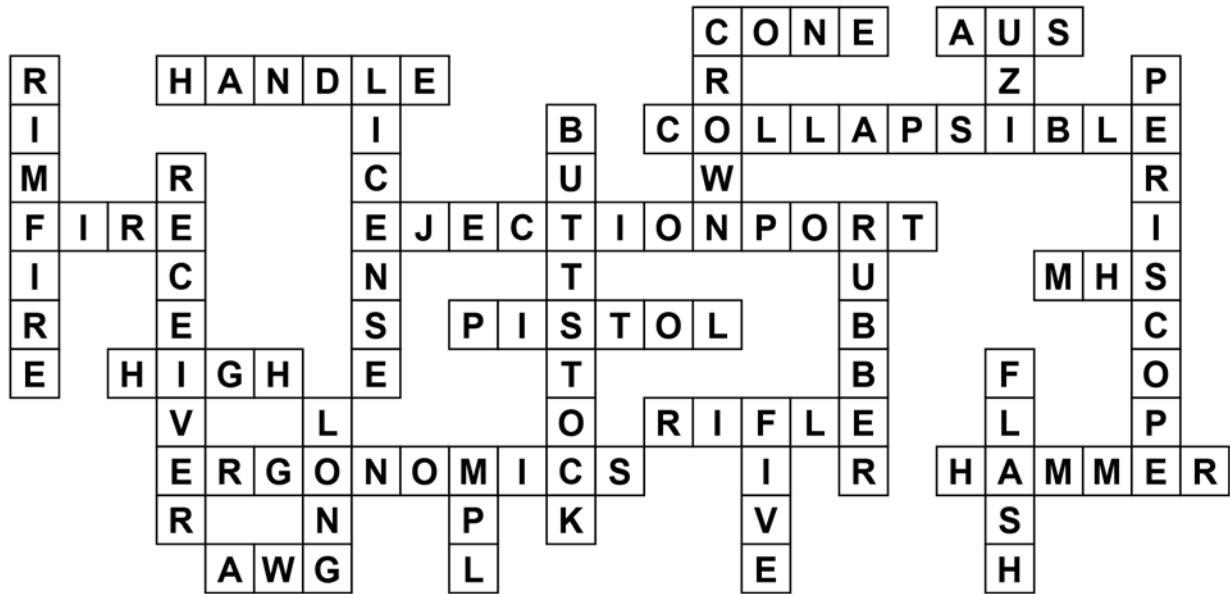 CONE AUS
R HANDLE R Z P
I I B COLLAPSIBLE
M R C U W R
FIRE EJECTIONPORT I
I C N T U MHS
R E S PISTOL B C
E HIGH E T B F O
V L O RIFLE L P
ERGONOMICS I R HAMMER
R N P K V S
AWG L E H